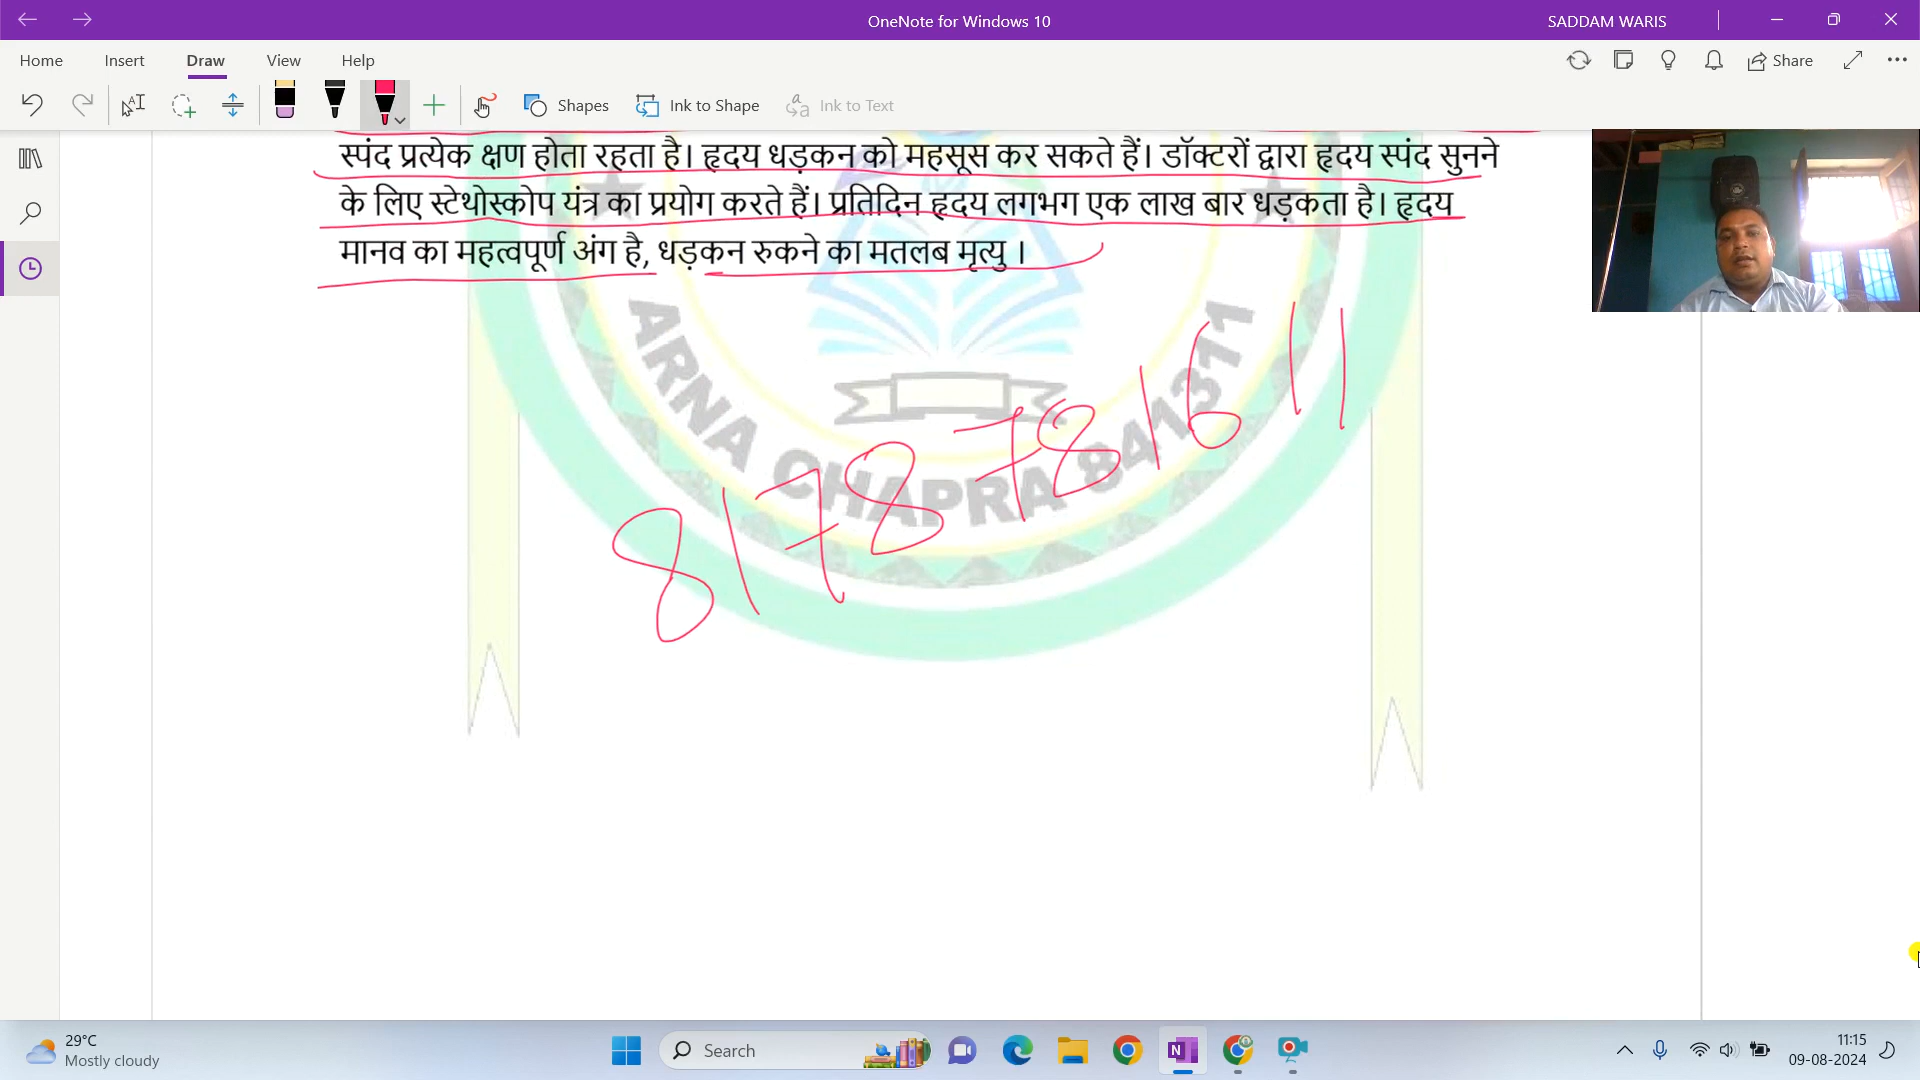 OneNote for Windows 10
SADDAM WARIS
Home Insert Draw View Help
Share
Shapes Ink to Shape Ink to Text
स्पंद प्रत्येक क्षण होता रहता है। हृदय धड़कन को महसूस कर सकते हैं। डॉक्टरों द्वारा हृदय स्पंद सुनने
के लिए स्टेथोस्कोप यंत्र का प्रयोग करते हैं। प्रतिदिन हृदय लगभग एक लाख बार धड़कता है। हृदय
मानव का महत्वपूर्ण अंग है, धड़कन रुकने का मतलब मृत्यु ।
ARNA CHAPRA 841311
8178781611
29°C
Mostly cloudy
Search
11:15
09-08-2024